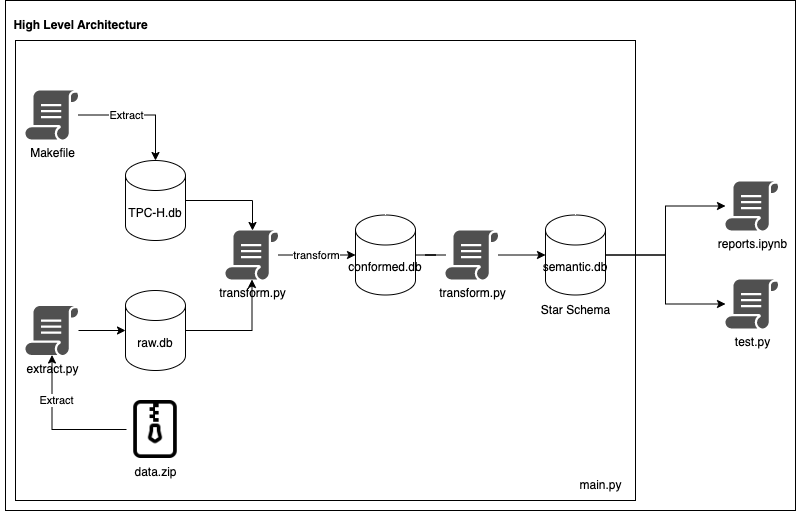 High Level Architecture
Extract
Makefile
TPC-H.db
transform
conformed.db
semantic.db
reports.ipynb
transform.py
transform.py
Star Schema
raw.db
test.py
extract.py
Extract
data.zip
main.py